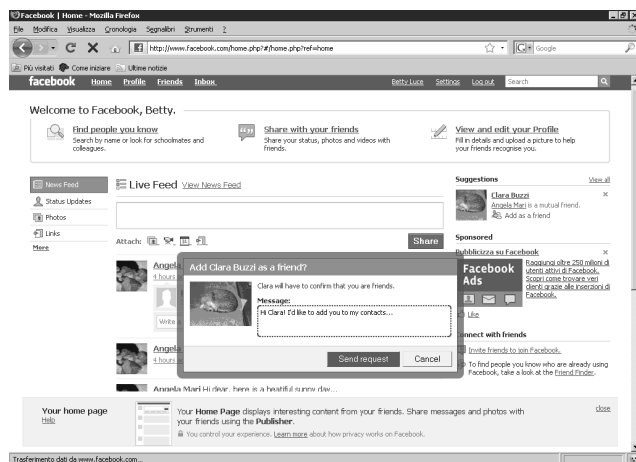 Facebook | Home - Mozilla Firefox
File Modifica Visualizza Cronologia Segnalibri Strumenti ?
http://www.facebook.com/home.php?#/home.php?ref=home
Google
Più visitati Come iniziare Ultime notizie
facebook Home Profile Friends Inbox Betty Luce Settings Log out Search
Welcome to Facebook, Betty.
Find people you know
Search by name or look for schoolmates and
colleagues.
Share with your friends
Share your status, photos and videos with
friends.
View and edit your Profile
Fill in details and upload a picture to help
your friends recognise you.
News Feed
Status Updates
Photos
Links
More
Live Feed View News Feed
Attach:
Share
Suggestions View all
Clara Buzzi x
Angela Mari is a mutual friend.
Add as a friend
Sponsored
Pubblicizza su Facebook x
Facebook
Ads
Raggiungi oltre 250 milioni di
utenti attivi di Facebook.
Scopri come trovare veri
clienti grazie alle inserzioni di
Facebook.
Like
Connect with friends
Invite friends to join Facebook.
To find people you know who are already using
Facebook, take a look at the Friend Finder.
Angela
4 hours
Write a
Angela
4 hours
Angela Mari Hi dear, here is a beatiful sunny day...
Add Clara Buzzi as a friend?
Clara will have to confirm that you are friends.
Message:
Hi Clara! I'd like to add you to my contacts...
Send request Cancel
Your home page
Help
Your Home Page displays interesting content from your friends. Share messages and photos with
your friends using the Publisher.
You control your experience. Learn more about how privacy works on Facebook.
close
Trasferimento dati da www.facebook.com...